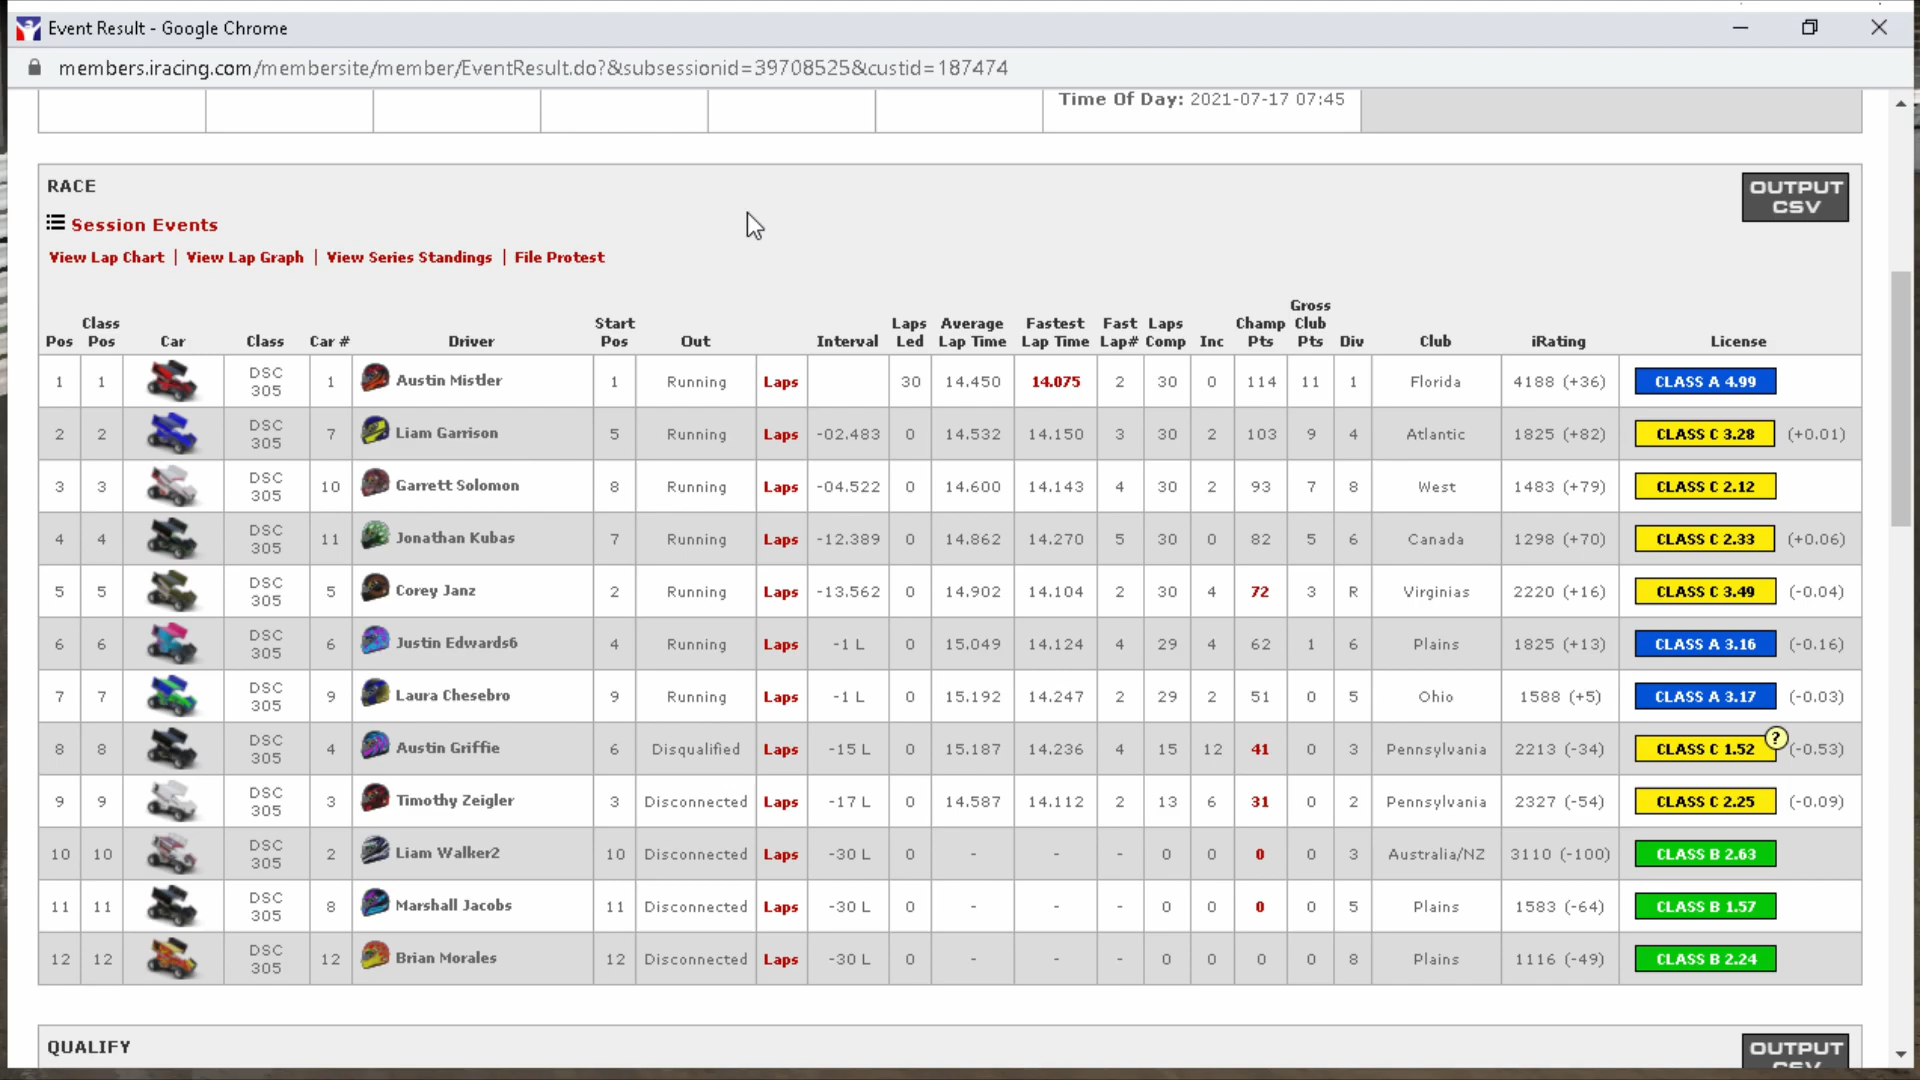 Event Result - Google Chrome
members.iracing.com/membersite/member/EventResult.do?&subsessionid=39708525&custid=187474
Time Of Day: 2021-07-17 07:45
RACE
OUTPUT CSV
Session Events
View Lap Chart | View Lap Graph | View Series Standings | File Protest
Pos Class Pos Car Class Car # Driver Start Pos Out Interval Laps Led Average Lap Time Fastest Lap Time Fast Lap# Laps Comp Inc Champ Pts Gross Club Pts Div Club iRating License
1 1 DSC 305 1 Austin Mistler 1 Running Laps 30 14.450 14.075 2 30 0 114 11 1 Florida 4188 (+36) CLASS A 4.99
2 2 DSC 305 7 Liam Garrison 5 Running Laps -02.483 0 14.532 14.150 3 30 2 103 9 4 Atlantic 1825 (+82) CLASS C 3.28 (+0.01)
3 3 DSC 305 10 Garrett Solomon 8 Running Laps -04.522 0 14.600 14.143 4 30 2 93 7 8 West 1483 (+79) CLASS C 2.12
4 4 DSC 305 11 Jonathan Kubas 7 Running Laps -12.389 0 14.862 14.270 5 30 0 82 5 6 Canada 1298 (+70) CLASS C 2.33 (+0.06)
5 5 DSC 305 5 Corey Janz 2 Running Laps -13.562 0 14.902 14.104 2 30 4 72 3 R Virginias 2220 (+16) CLASS C 3.49 (-0.04)
6 6 DSC 305 6 Justin Edwards6 4 Running Laps -1 L 0 15.049 14.124 4 29 4 62 1 6 Plains 1825 (+13) CLASS A 3.16 (-0.16)
7 7 DSC 305 9 Laura Chesebro 9 Running Laps -1 L 0 15.192 14.247 2 29 2 51 0 5 Ohio 1588 (+5) CLASS A 3.17 (-0.03)
8 8 DSC 305 4 Austin Griffie 6 Disqualified Laps -15 L 0 15.187 14.236 4 15 12 41 0 3 Pennsylvania 2213 (-34) CLASS C 1.52 ? (-0.53)
9 9 DSC 305 3 Timothy Zeigler 3 Disconnected Laps -17 L 0 14.587 14.112 2 13 6 31 0 2 Pennsylvania 2327 (-54) CLASS C 2.25 (-0.09)
10 10 DSC 305 2 Liam Walker2 10 Disconnected Laps -30 L 0 - - - 0 0 0 0 3 Australia/NZ 3110 (-100) CLASS B 2.63
11 11 DSC 305 8 Marshall Jacobs 11 Disconnected Laps -30 L 0 - - - 0 0 0 0 5 Plains 1583 (-64) CLASS B 1.57
12 12 DSC 305 12 Brian Morales 12 Disconnected Laps -30 L 0 - - - 0 0 0 0 8 Plains 1116 (-49) CLASS B 2.24
QUALIFY
OUTPUT CSV